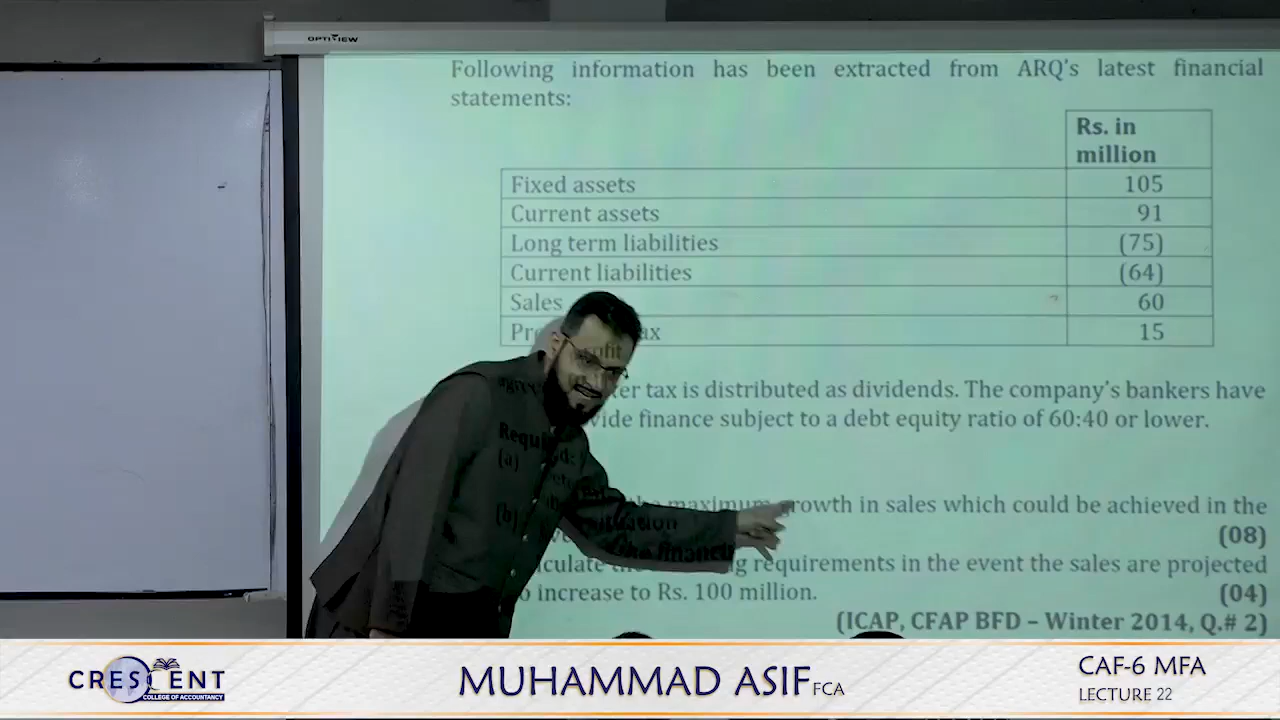 OPTIVIEW
Following information has been extracted from ARQ's latest financial
statements:
Rs. in
million
Fixed assets 105
Current assets 91
Long term liabilities (75)
Current liabilities (64)
Sales 60
ax 15
tax is distributed as dividends. The company's bankers have
finance subject to a debt equity ratio of 60:40 or lower.
Requ
(a) maximum growth in sales which could be achieved in the
(08)
(b) requirements in the event the sales are projected
increase to Rs. 100 million. (04)
(ICAP, CFAP BFD – Winter 2014, Q.# 2)
CRESCENT
COLLEGE OF ACCOUNTANCY
MUHAMMAD ASIF FCA
CAF-6 MFA
LECTURE 22